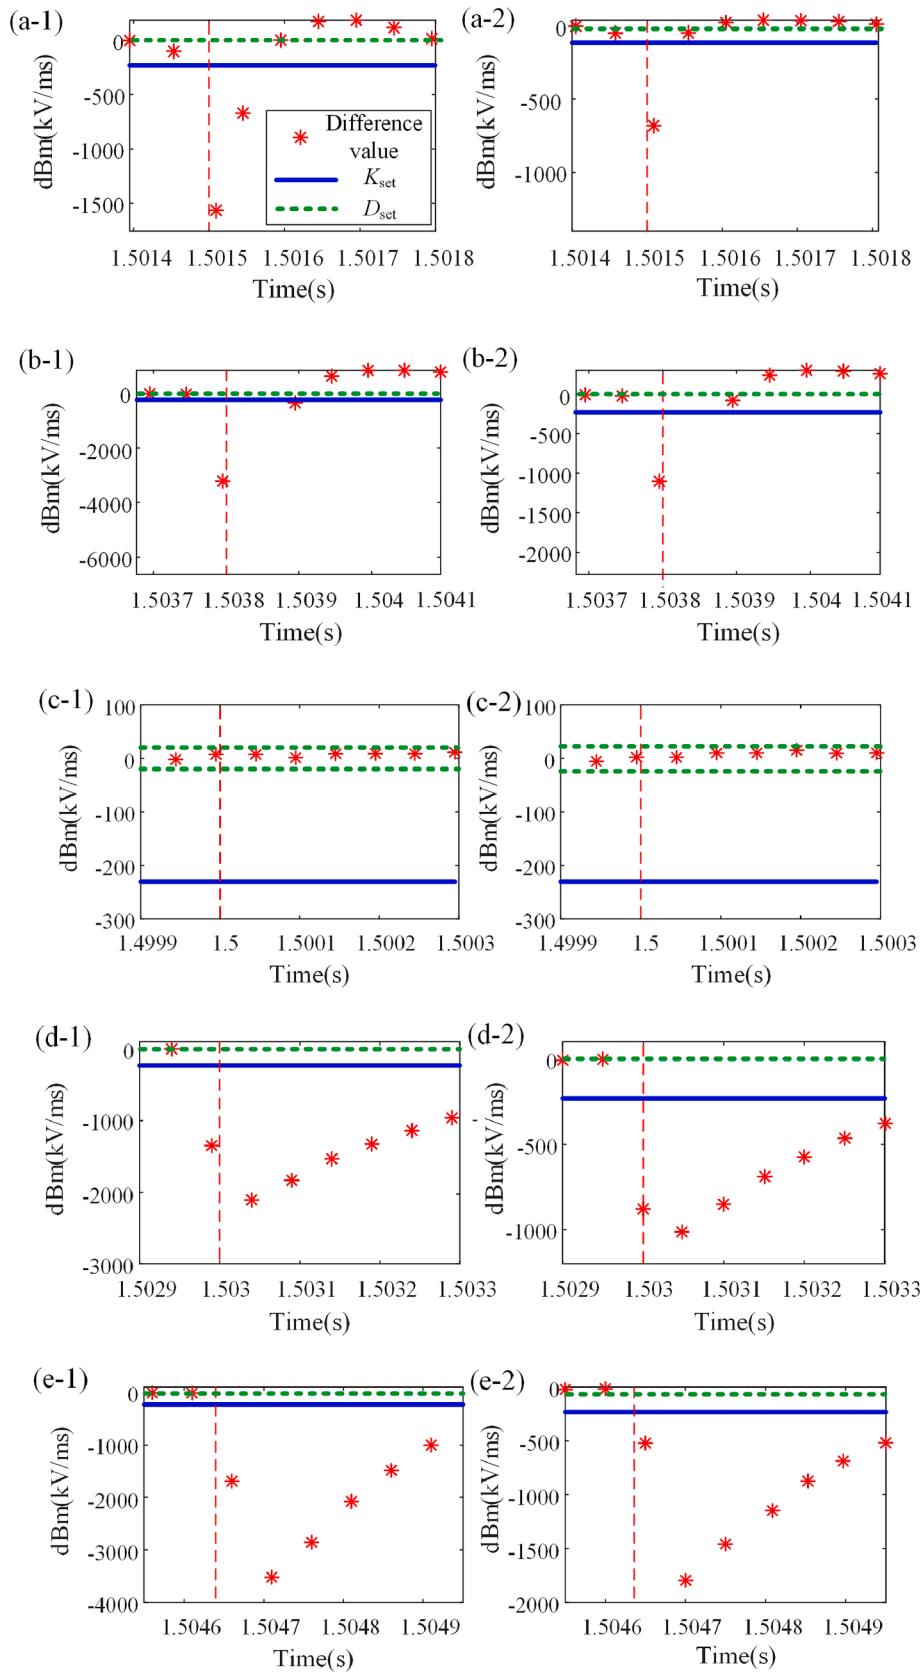 (a-1)
dBm(kV/ms)
0
-500
-1000
-1500
Difference
value
Kset
Dset
1.5014 1.5015 1.5016 1.5017 1.5018
Time(s)
(a-2)
dBm(kV/ms)
0
-500
-1000
1.5014 1.5015 1.5016 1.5017 1.5018
Time(s)
(b-1)
dBm(kV/ms)
0
-2000
-4000
-6000
1.5037 1.5038 1.5039 1.504 1.5041
Time(s)
(b-2)
dBm(kV/ms)
0
-500
-1000
-1500
-2000
1.5037 1.5038 1.5039 1.504 1.5041
Time(s)
(c-1)
dBm(kV/ms)
100
0
-100
-200
-300
1.4999 1.5 1.5001 1.5002 1.5003
Time(s)
(c-2)
dBm(kV/ms)
100
0
-100
-200
-300
1.4999 1.5 1.5001 1.5002 1.5003
Time(s)
(d-1)
dBm(kV/ms)
0
-1000
-2000
-3000
1.5029 1.503 1.5031 1.5032 1.5033
Time(s)
(d-2)
dBm(kV/ms)
0
-500
-1000
1.5029 1.503 1.5031 1.5032 1.5033
Time(s)
(e-1)
dBm(kV/ms)
0
-1000
-2000
-3000
-4000
1.5046 1.5047 1.5048 1.5049
Time(s)
(e-2)
dBm(kV/ms)
0
-500
-1000
-1500
-2000
1.5046 1.5047 1.5048 1.5049
Time(s)